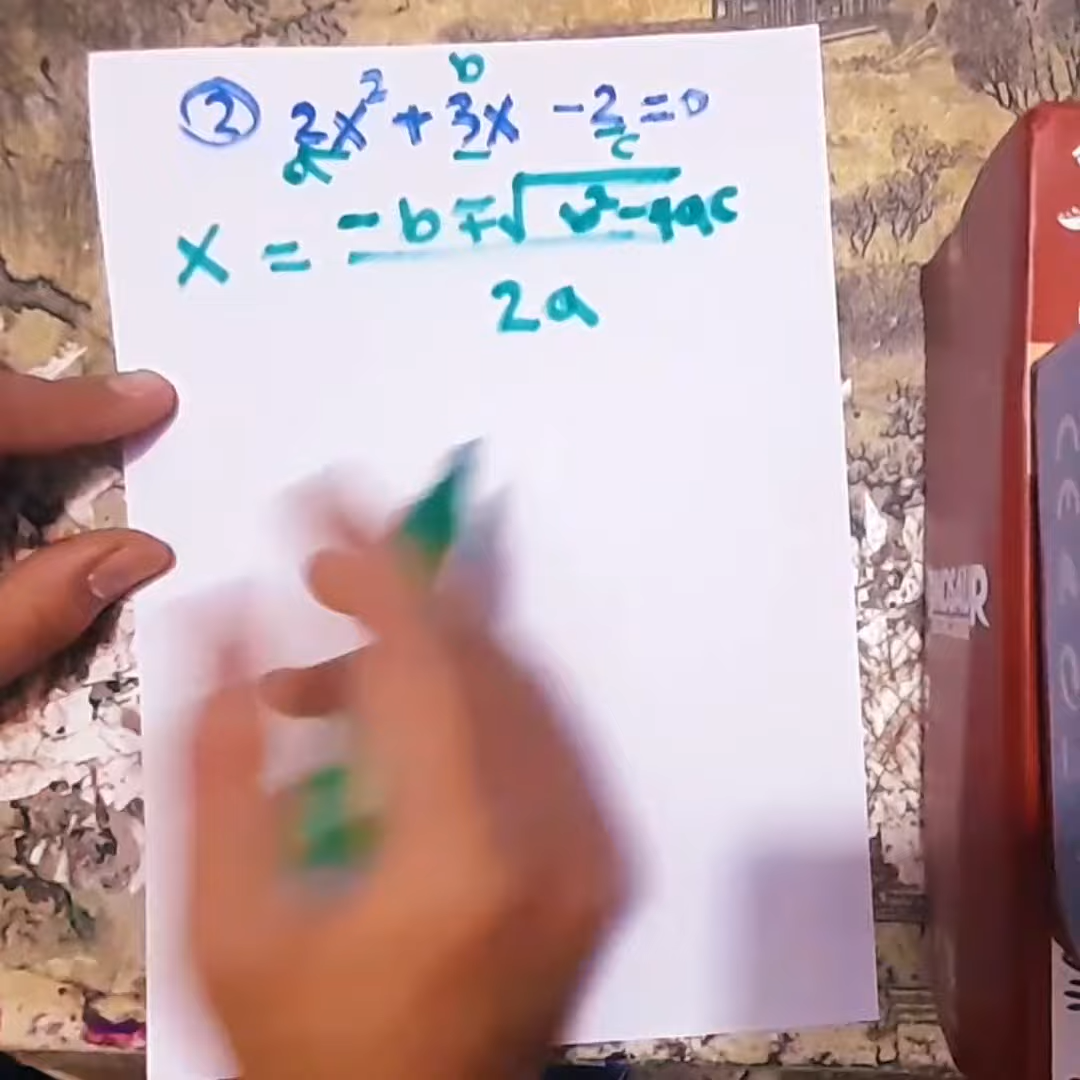 ② 2x² + 3x - 2 = 0
b
a
c
x = -b ∓ √b² - 4ac
2a